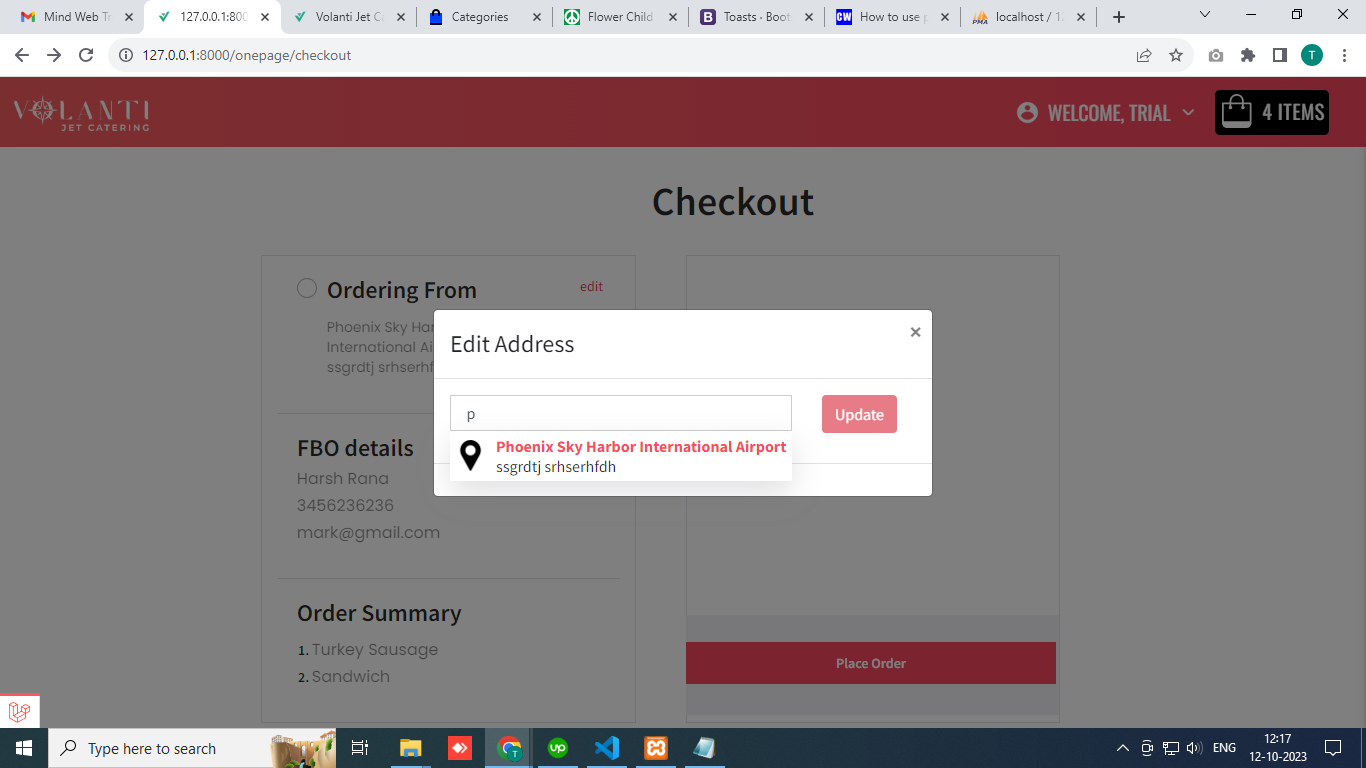 Mind Web Tr
127.0.0.1:800
Volanti Jet Ca
Categories
Flower Child
Toasts · Boot
How to use p
localhost / 12
127.0.0.1:8000/onepage/checkout
T
VOLANTI
JET CATERING
WELCOME, TRIAL
4 ITEMS
Checkout
Ordering From
edit
Phoenix Sky Har
International Ai
ssgrdtj srhserhf
Edit Address
×
p
Update
Phoenix Sky Harbor International Airport
ssgrdtj srhserhfdh
FBO details
Harsh Rana
3456236236
mark@gmail.com
Order Summary
1. Turkey Sausage
2. Sandwich
Place Order
Type here to search
ENG
12:17
12-10-2023